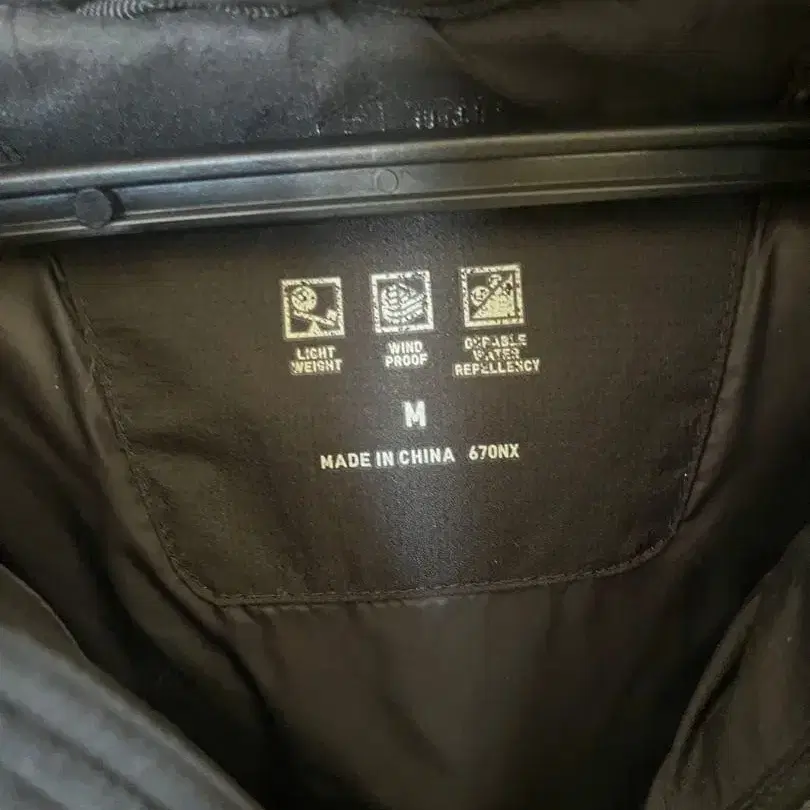 LIGHT
WEIGHT
WIND
PROOF
DURABLE
WATER
REPELLENCY
M
MADE IN CHINA 670NX